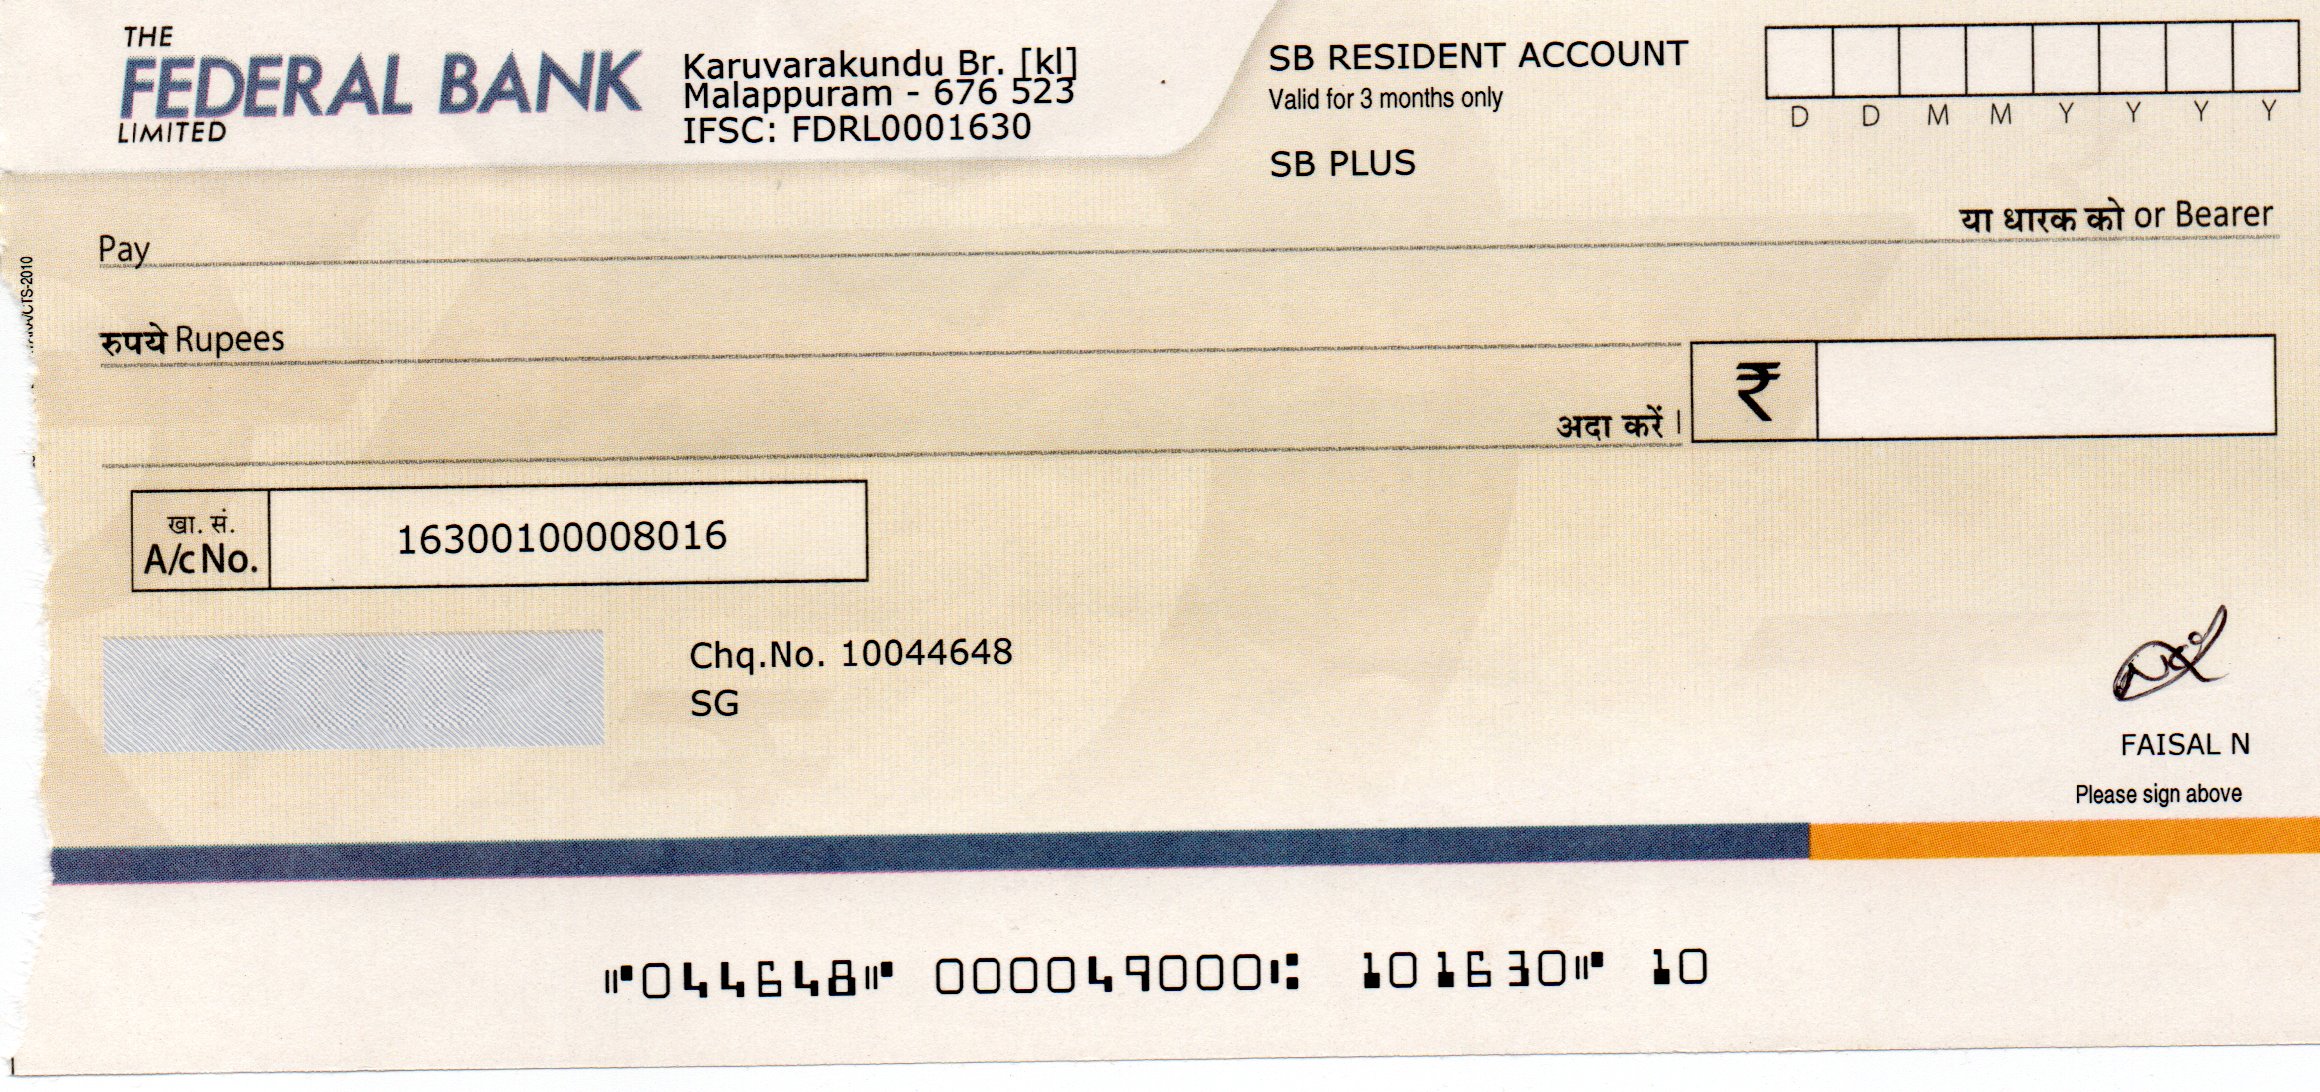 THE
FEDERAL BANK
LIMITED
Karuvarakundu Br. [kl]
Malappuram - 676 523
IFSC: FDRL0001630
SB RESIDENT ACCOUNT
Valid for 3 months only
SB PLUS
D D M M Y Y Y Y
Pay
या धारक को or Bearer
रुपये Rupees
₹
अदा करें ।
खा. सं.
A/c No.
16300100008016
Chq.No. 10044648
SG
FAISAL N
Please sign above
CTS-2010
⑈044648⑈ 000049000⑆ 101630⑈ 10